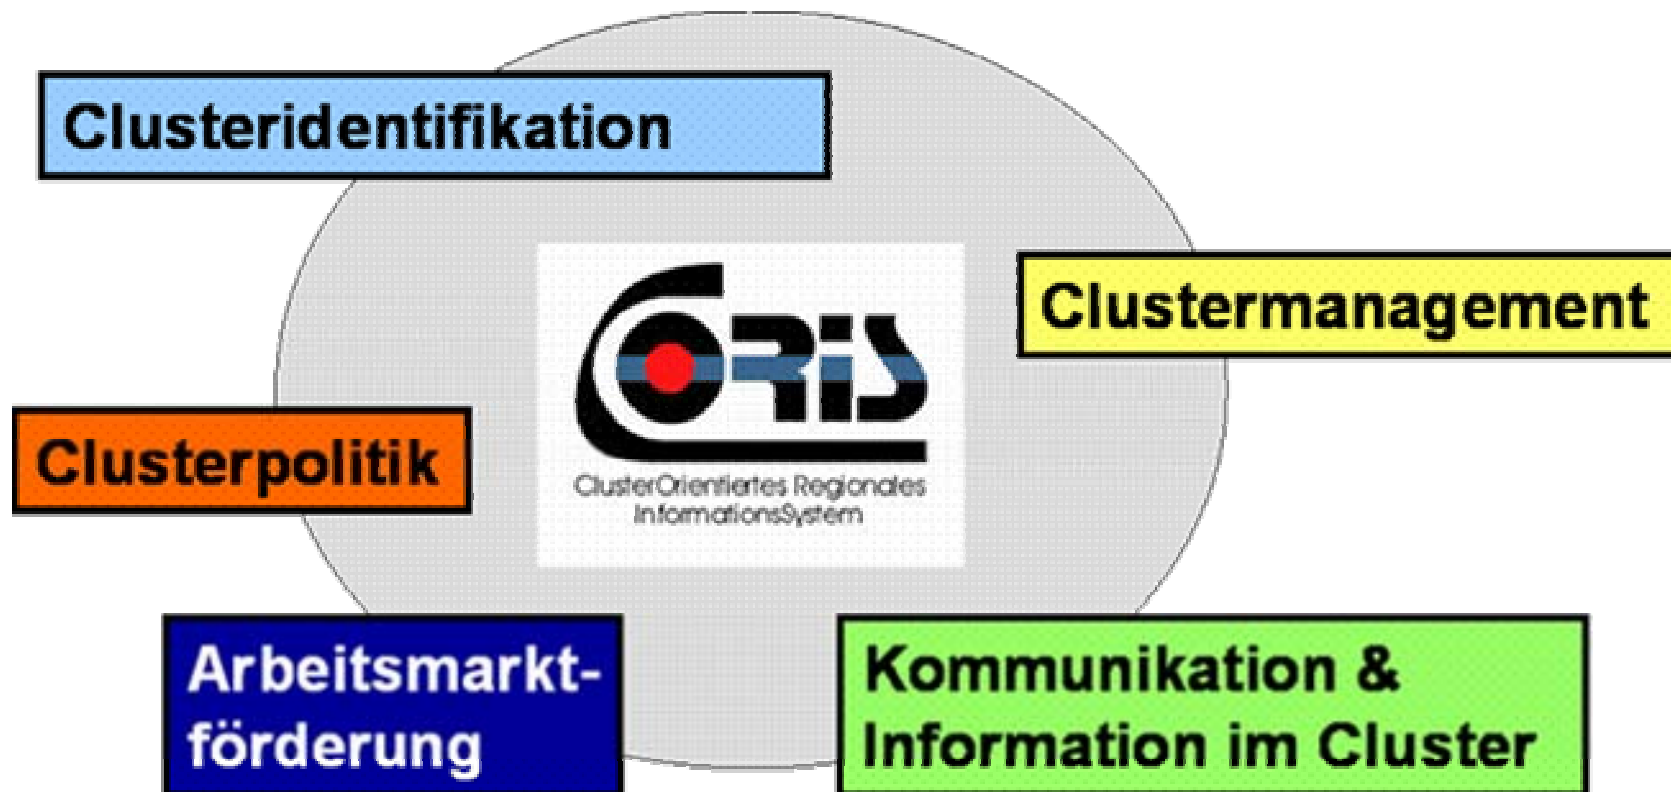 Clusteridentifikation
Clustermanagement
CORIS
ClusterOrientiertes Regionales
InformationsSystem
Clusterpolitik
Arbeitsmarkt-
förderung
Kommunikation &
Information im Cluster